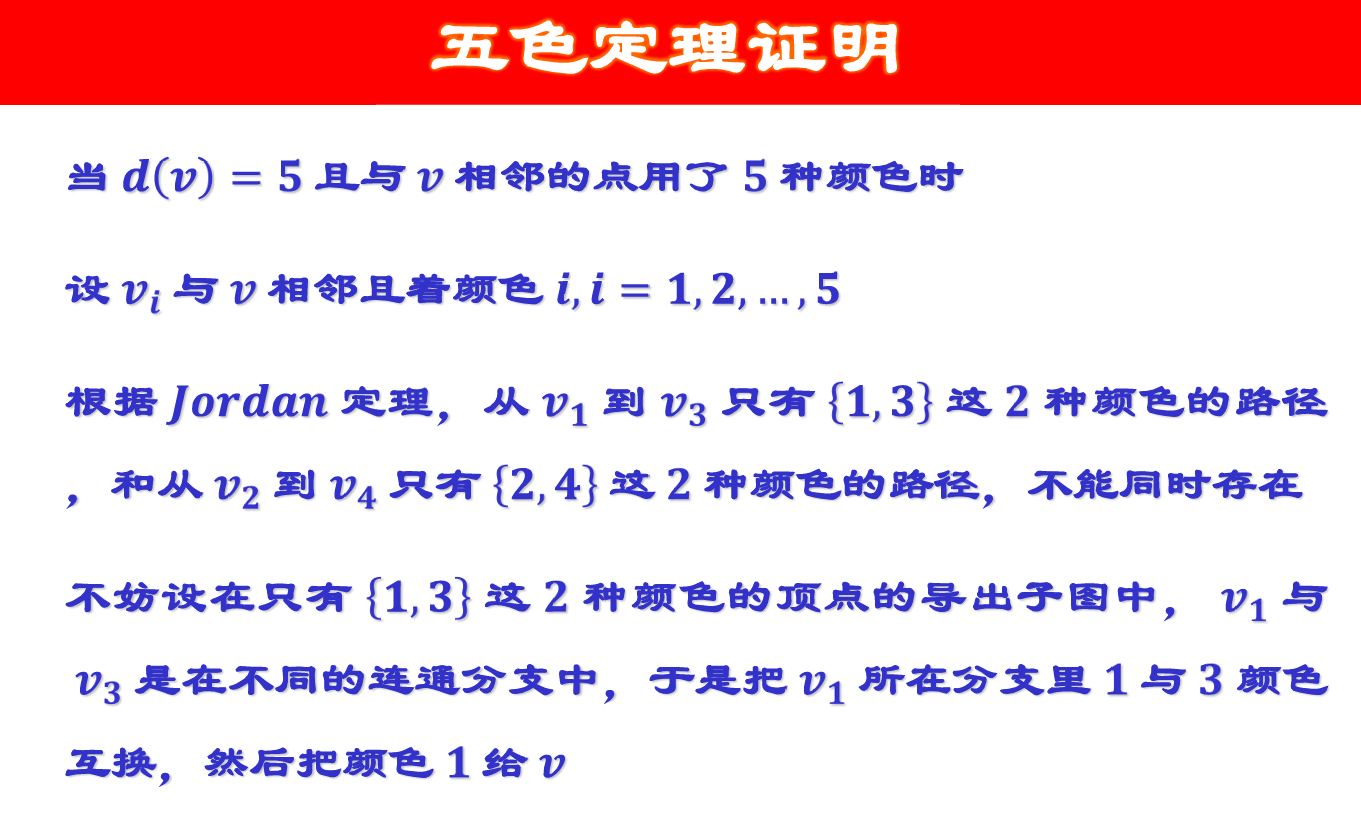 五色定理证明
当 d(v) = 5 且与 v 相邻的点用了 5 种颜色时
设 v_i 与 v 相邻且着颜色 i, i = 1, 2, … , 5
根据 Jordan 定理，从 v_1 到 v_3 只有 {1, 3} 这 2 种颜色的路径
，和从 v_2 到 v_4 只有 {2, 4} 这 2 种颜色的路径，不能同时存在
不妨设在只有 {1, 3} 这 2 种颜色的顶点的导出子图中， v_1 与
v_3 是在不同的连通分支中，于是把 v_1 所在分支里 1 与 3 颜色
互换，然后把颜色 1 给 v